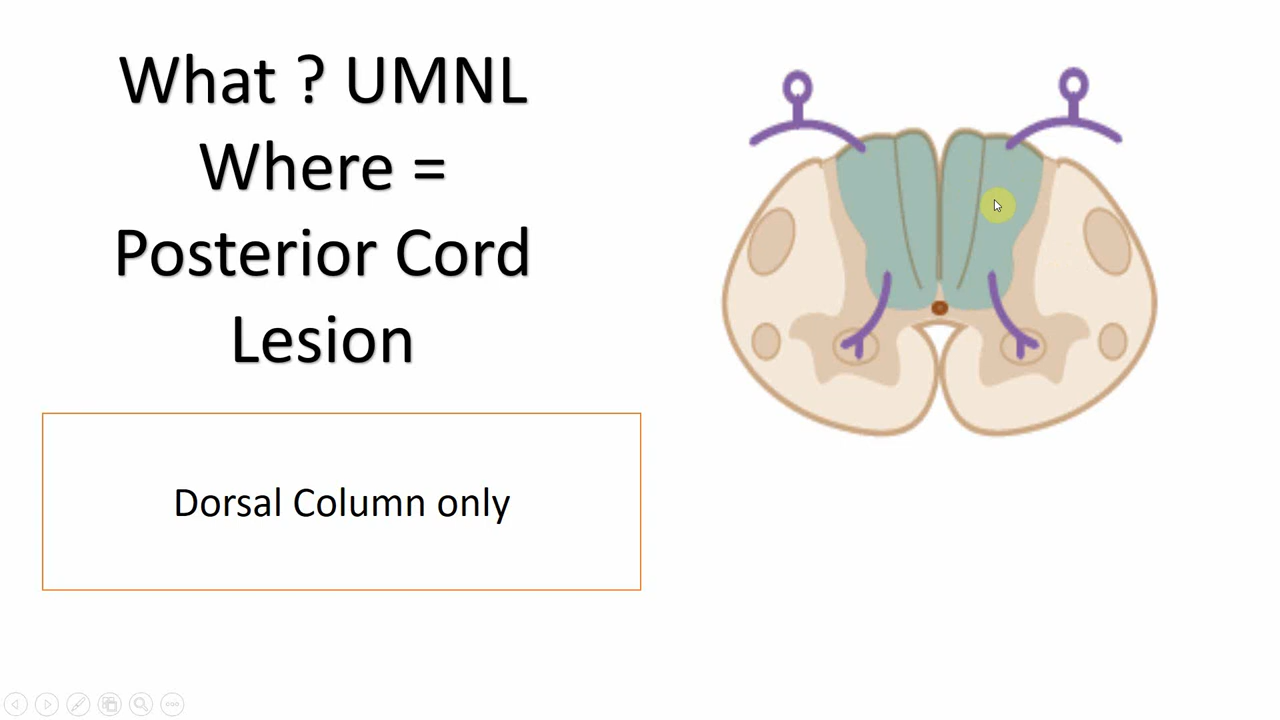 What ? UMNL
Where =
Posterior Cord
Lesion
Dorsal Column only